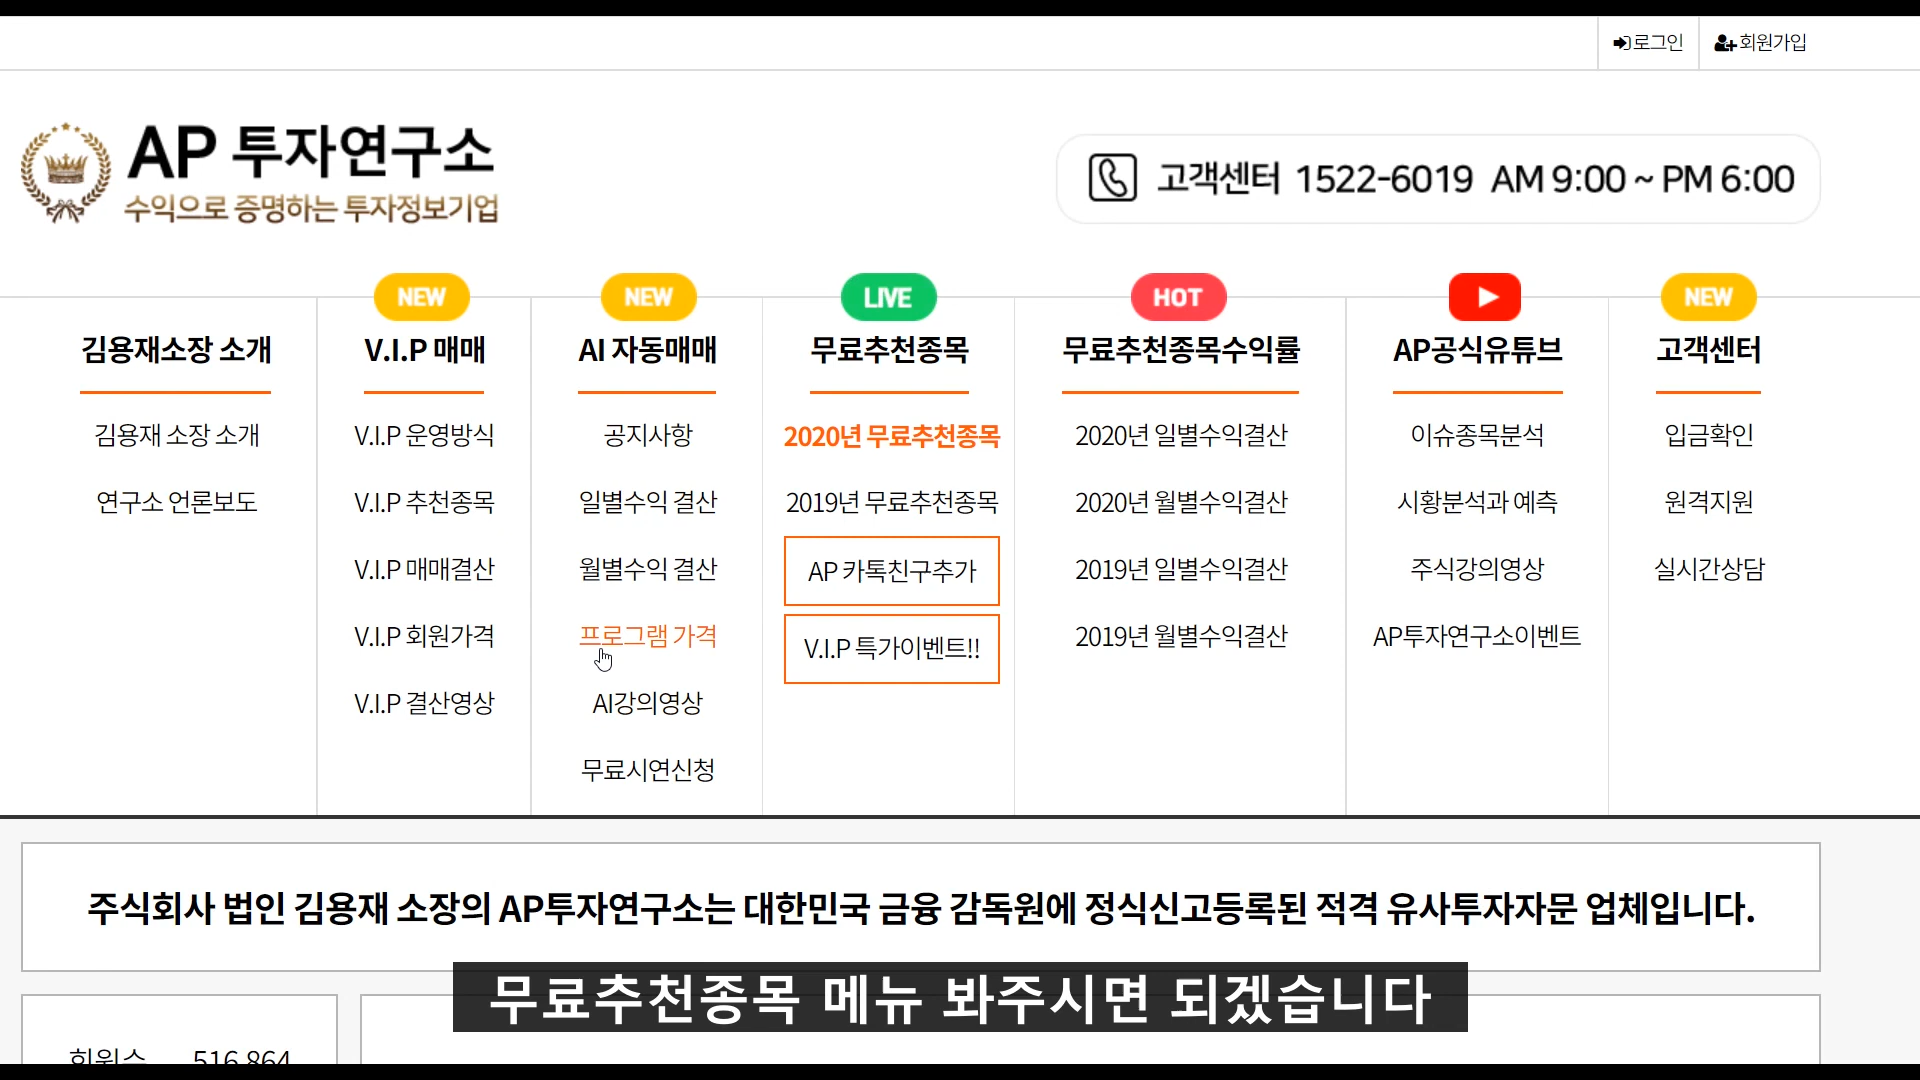 로그인
회원가입
AP 투자연구소
수익으로 증명하는 투자정보기업
고객센터 1522-6019 AM 9:00 ~ PM 6:00
NEW
NEW
LIVE
HOT
NEW
김용재소장 소개
V.I.P 매매
AI 자동매매
무료추천종목
무료추천종목수익률
AP공식유튜브
고객센터
김용재 소장 소개
연구소 언론보도
V.I.P 운영방식
V.I.P 추천종목
V.I.P 매매결산
V.I.P 회원가격
V.I.P 결산영상
공지사항
일별수익 결산
월별수익 결산
프로그램 가격
AI강의영상
무료시연신청
2020년 무료추천종목
2019년 무료추천종목
AP 카톡친구추가
V.I.P 특가이벤트!!
2020년 일별수익결산
2020년 월별수익결산
2019년 일별수익결산
2019년 월별수익결산
이슈종목분석
시황분석과 예측
주식강의영상
AP투자연구소이벤트
입금확인
원격지원
실시간상담
주식회사 법인 김용재 소장의 AP투자연구소는 대한민국 금융 감독원에 정식신고등록된 적격 유사투자자문 업체입니다.
무료추천종목 메뉴 봐주시면 되겠습니다
회원수 516,864